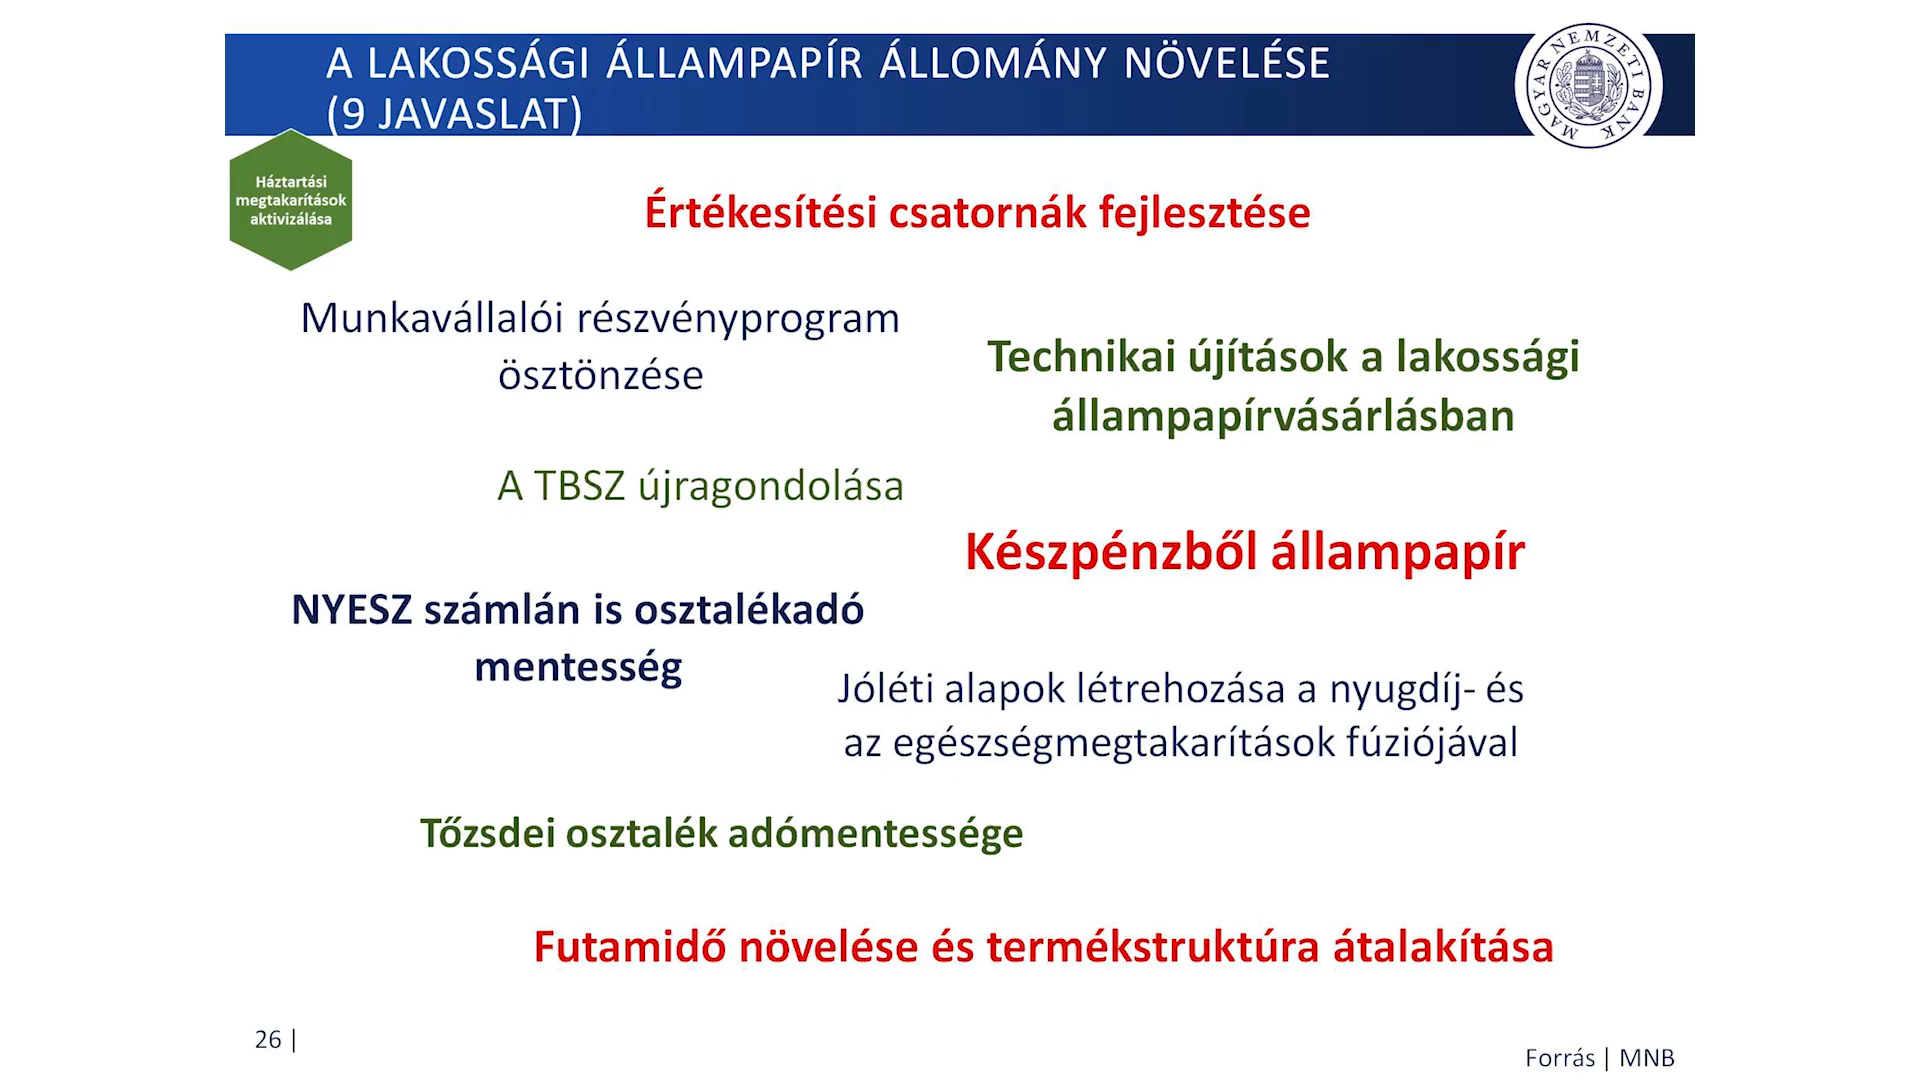 A LAKOSSÁGI ÁLLAMPAPÍR ÁLLOMÁNY NÖVELÉSE
(9 JAVASLAT)
MAGYAR NEMZETI BANK
Háztartási
megtakarítások
aktivizálása
Értékesítési csatornák fejlesztése
Munkavállalói részvényprogram
ösztönzése
Technikai újítások a lakossági
állampapírvásárlásban
A TBSZ újragondolása
Készpénzből állampapír
NYESZ számlán is osztalékadó
mentesség
Jóléti alapok létrehozása a nyugdíj- és
az egészségmegtakarítások fúziójával
Tőzsdei osztalék adómentessége
Futamidő növelése és termékstruktúra átalakítása
26 |
Forrás | MNB